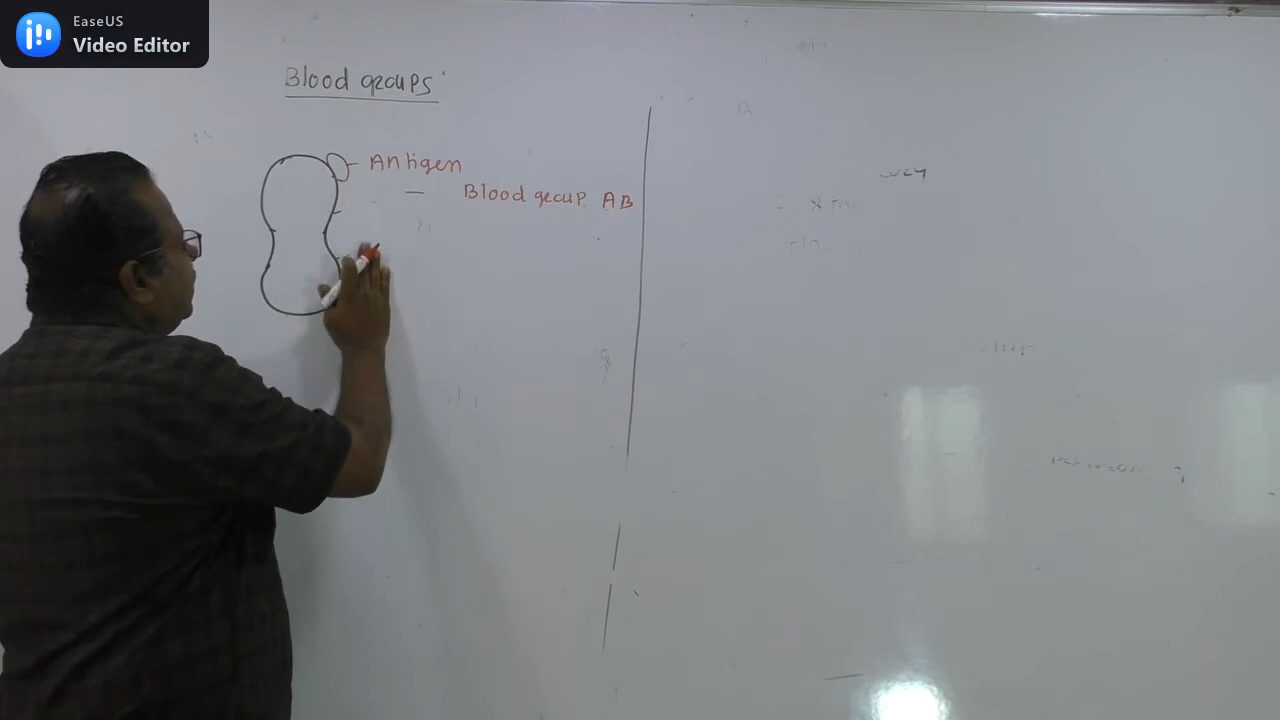 EaseUS
Video Editor
Blood groups
Antigen
— Blood group AB